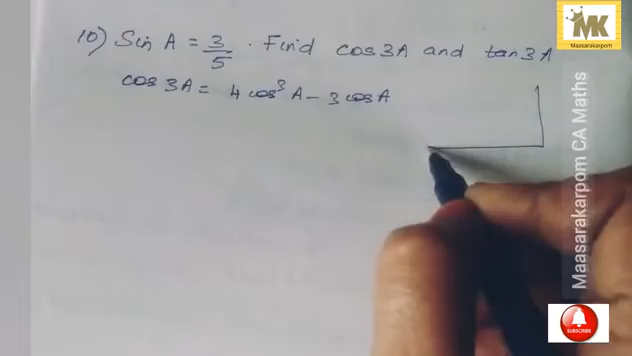 MK
Maasarakarpom
10) Sin A = 3/5 . Find cos 3A and tan 3A
cos 3A = 4 cos³ A - 3 cos A
Maasarakarpom CA Maths
SUBSCRIBE